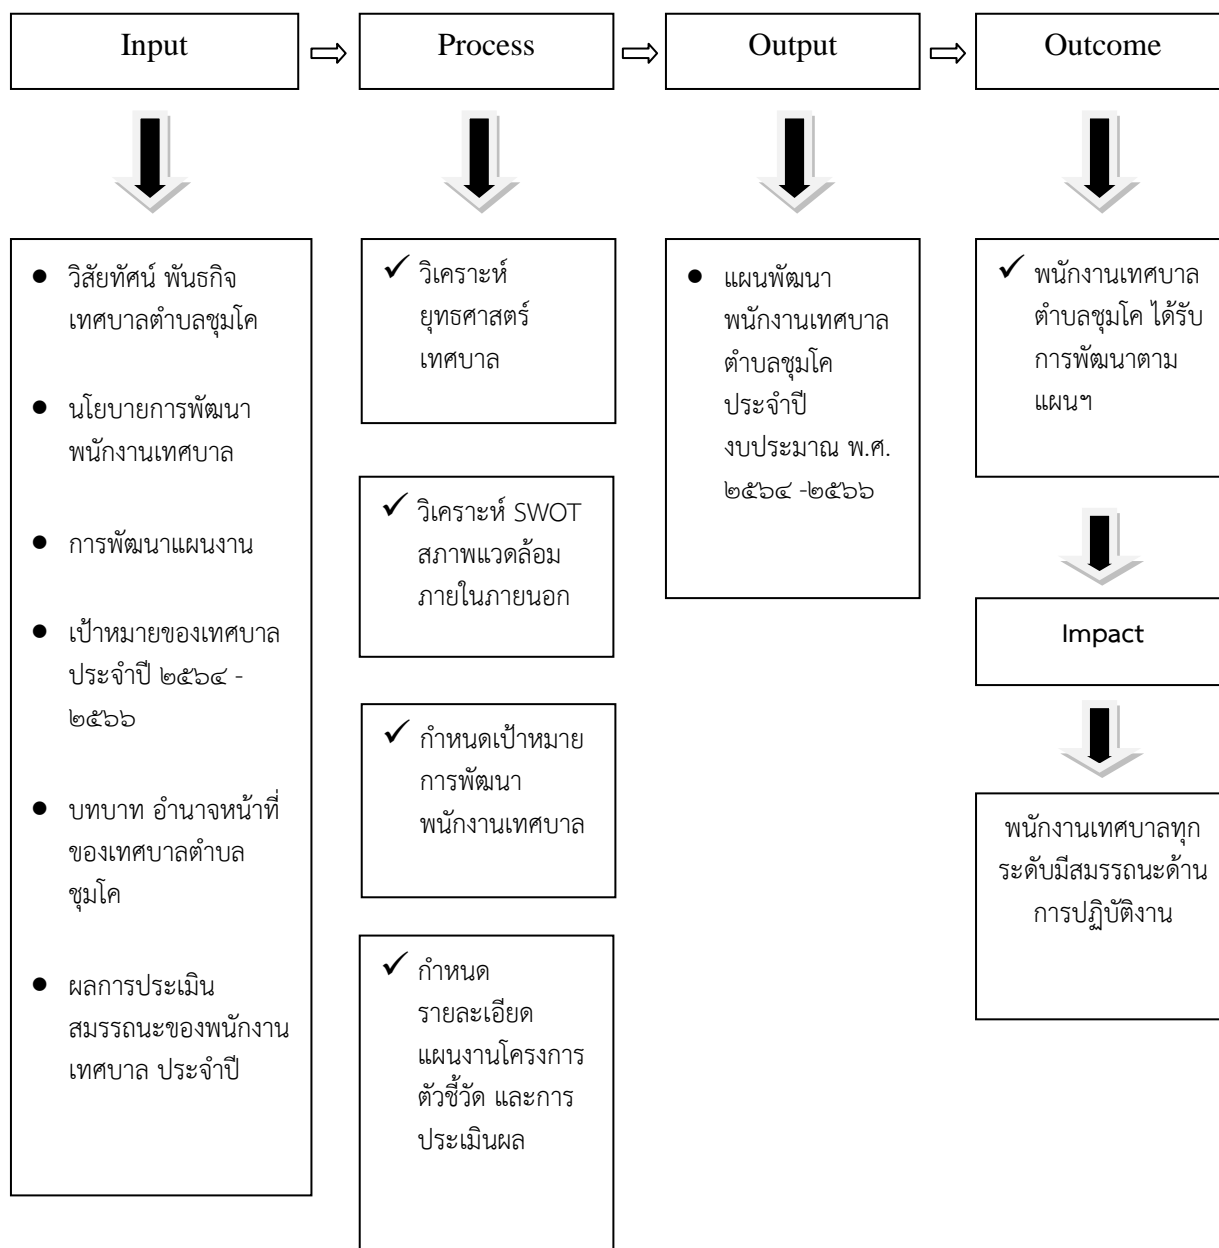 Input
Process
Output
Outcome
วิสัยทัศน์ พันธกิจ
เทศบาลตำบลชุมโค
นโยบายการพัฒนา
พนักงานเทศบาล
การพัฒนาแผนงาน
เป้าหมายของเทศบาล
ประจำปี ๒๕๖๔ -
๒๕๖๖
บทบาท อำนาจหน้าที่
ของเทศบาลตำบล
ชุมโค
ผลการประเมิน
สมรรถนะของพนักงาน
เทศบาล ประจำปี
วิเคราะห์
ยุทธศาสตร์
เทศบาล
วิเคราะห์ SWOT
สภาพแวดล้อม
ภายในภายนอก
กำหนดเป้าหมาย
การพัฒนา
พนักงานเทศบาล
กำหนด
รายละเอียด
แผนงานโครงการ
ตัวชี้วัด และการ
ประเมินผล
แผนพัฒนา
พนักงานเทศบาล
ตำบลชุมโค
ประจำปี
งบประมาณ พ.ศ.
๒๕๖๔ -๒๕๖๖
พนักงานเทศบาล
ตำบลชุมโค ได้รับ
การพัฒนาตาม
แผนฯ
Impact
พนักงานเทศบาลทุก
ระดับมีสมรรถนะด้าน
การปฏิบัติงาน